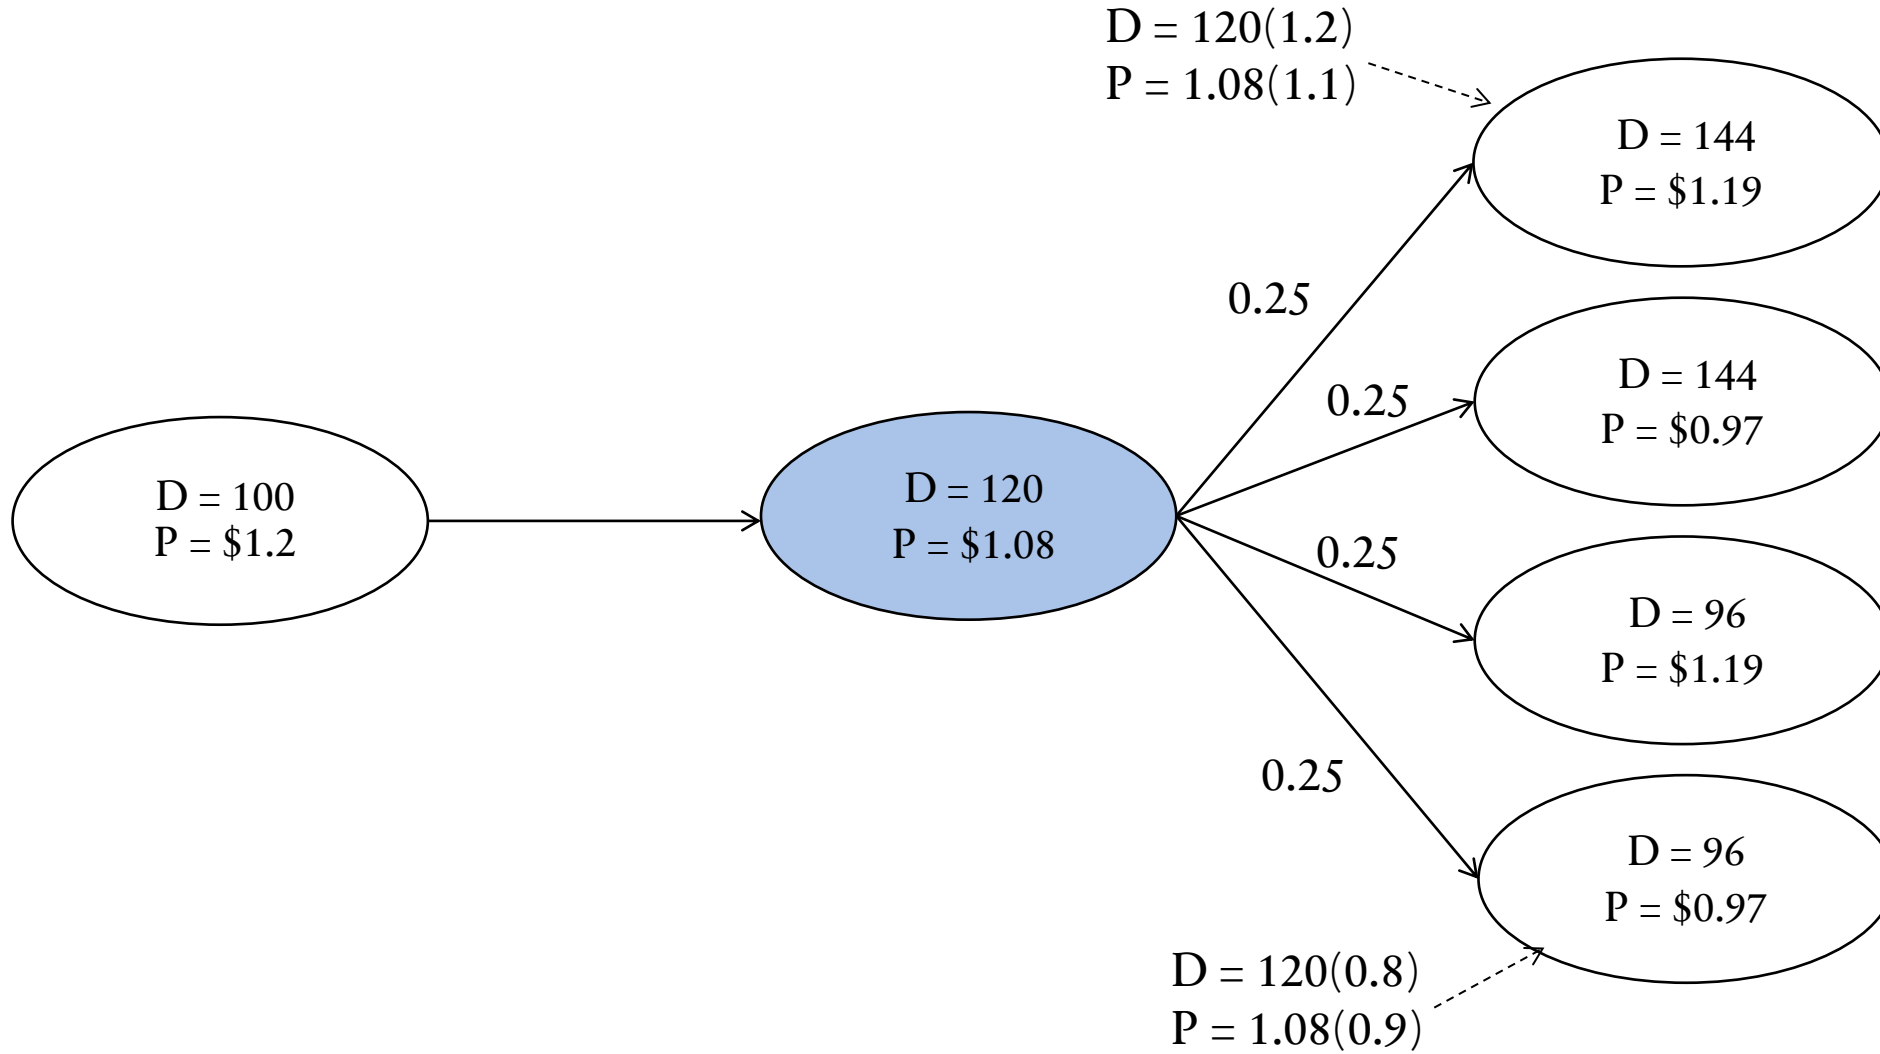 D = 120(1.2)
P = 1.08(1.1)
D = 144
P = $1.19
0.25
D = 144
P = $0.97
0.25
D = 100
P = $1.2
D = 120
P = $1.08
0.25
D = 96
P = $1.19
0.25
D = 96
P = $0.97
D = 120(0.8)
P = 1.08(0.9)